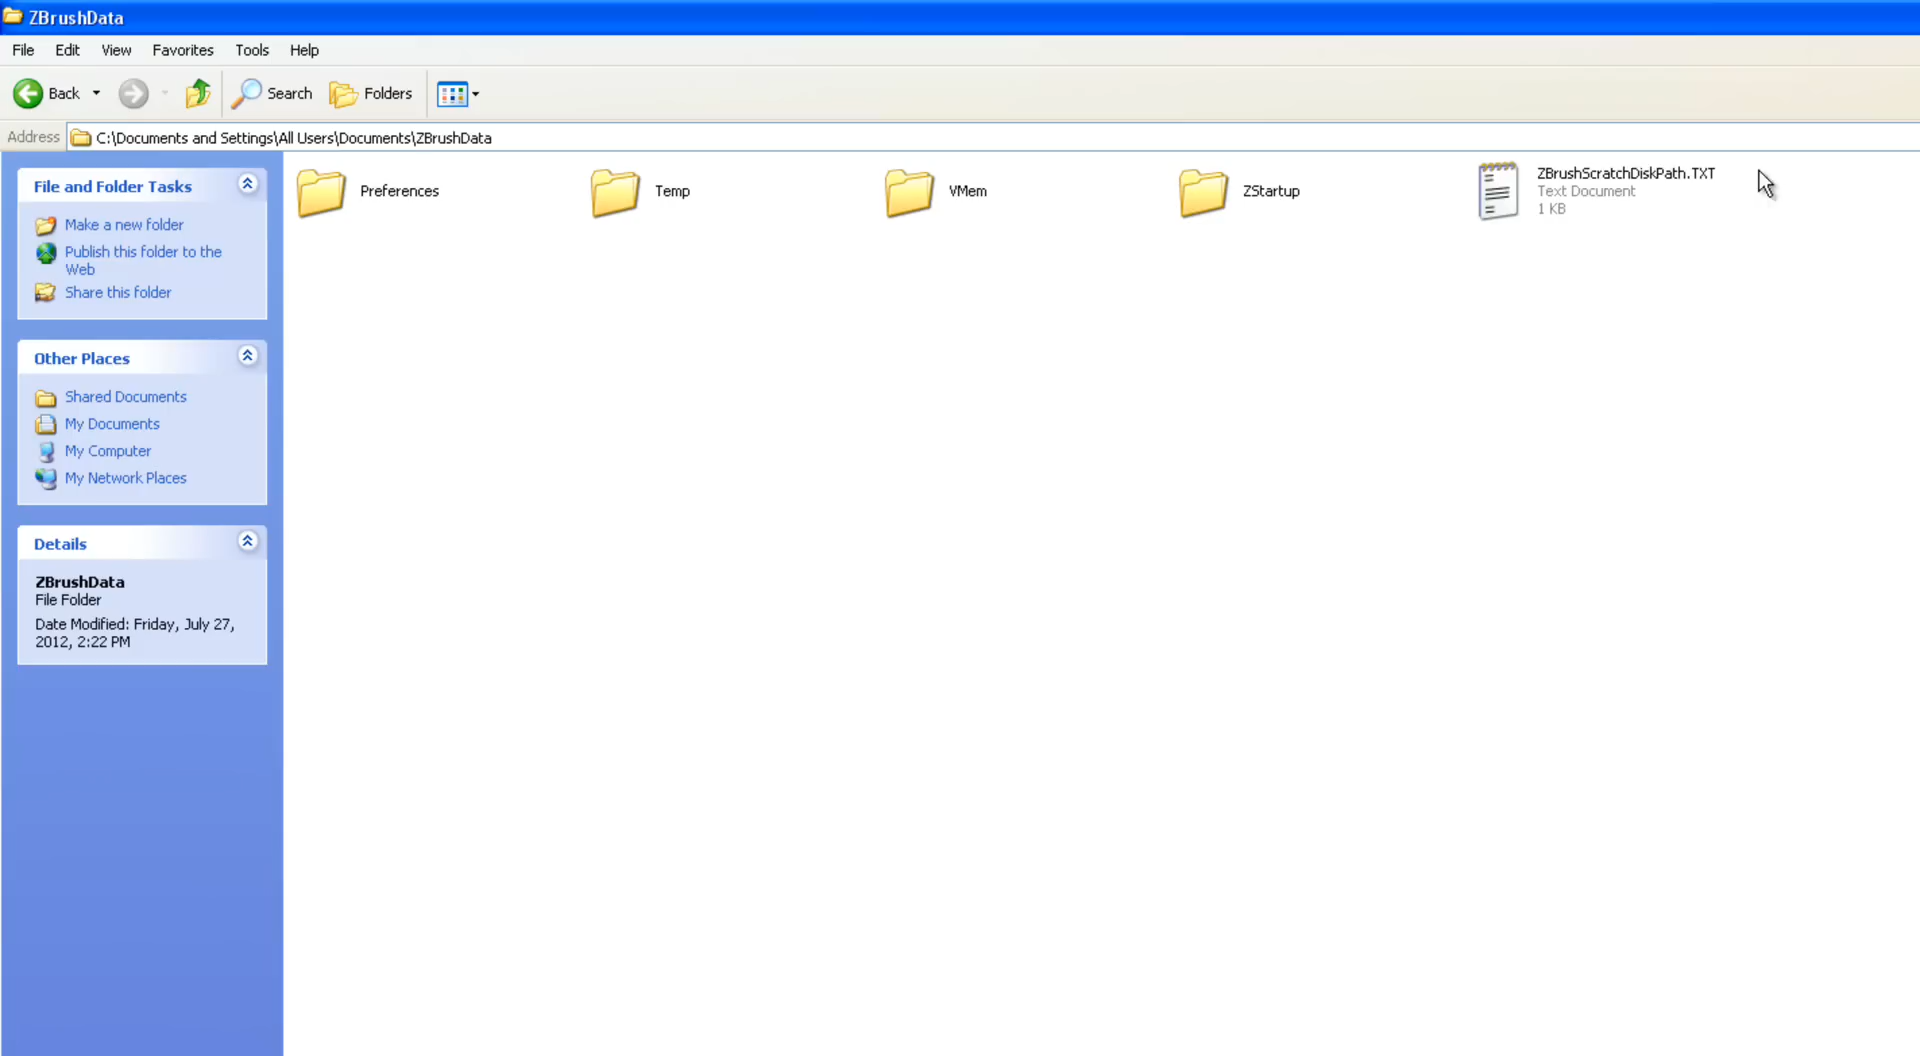 ZBrushData
File Edit View Favorites Tools Help
Back Search Folders
Address C:\Documents and Settings\All Users\Documents\ZBrushData
File and Folder Tasks
Make a new folder
Publish this folder to the
Web
Share this folder
Other Places
Shared Documents
My Documents
My Computer
My Network Places
Details
ZBrushData
File Folder
Date Modified: Friday, July 27,
2012, 2:22 PM
Preferences
Temp
VMem
ZStartup
ZBrushScratchDiskPath.TXT
Text Document
1 KB